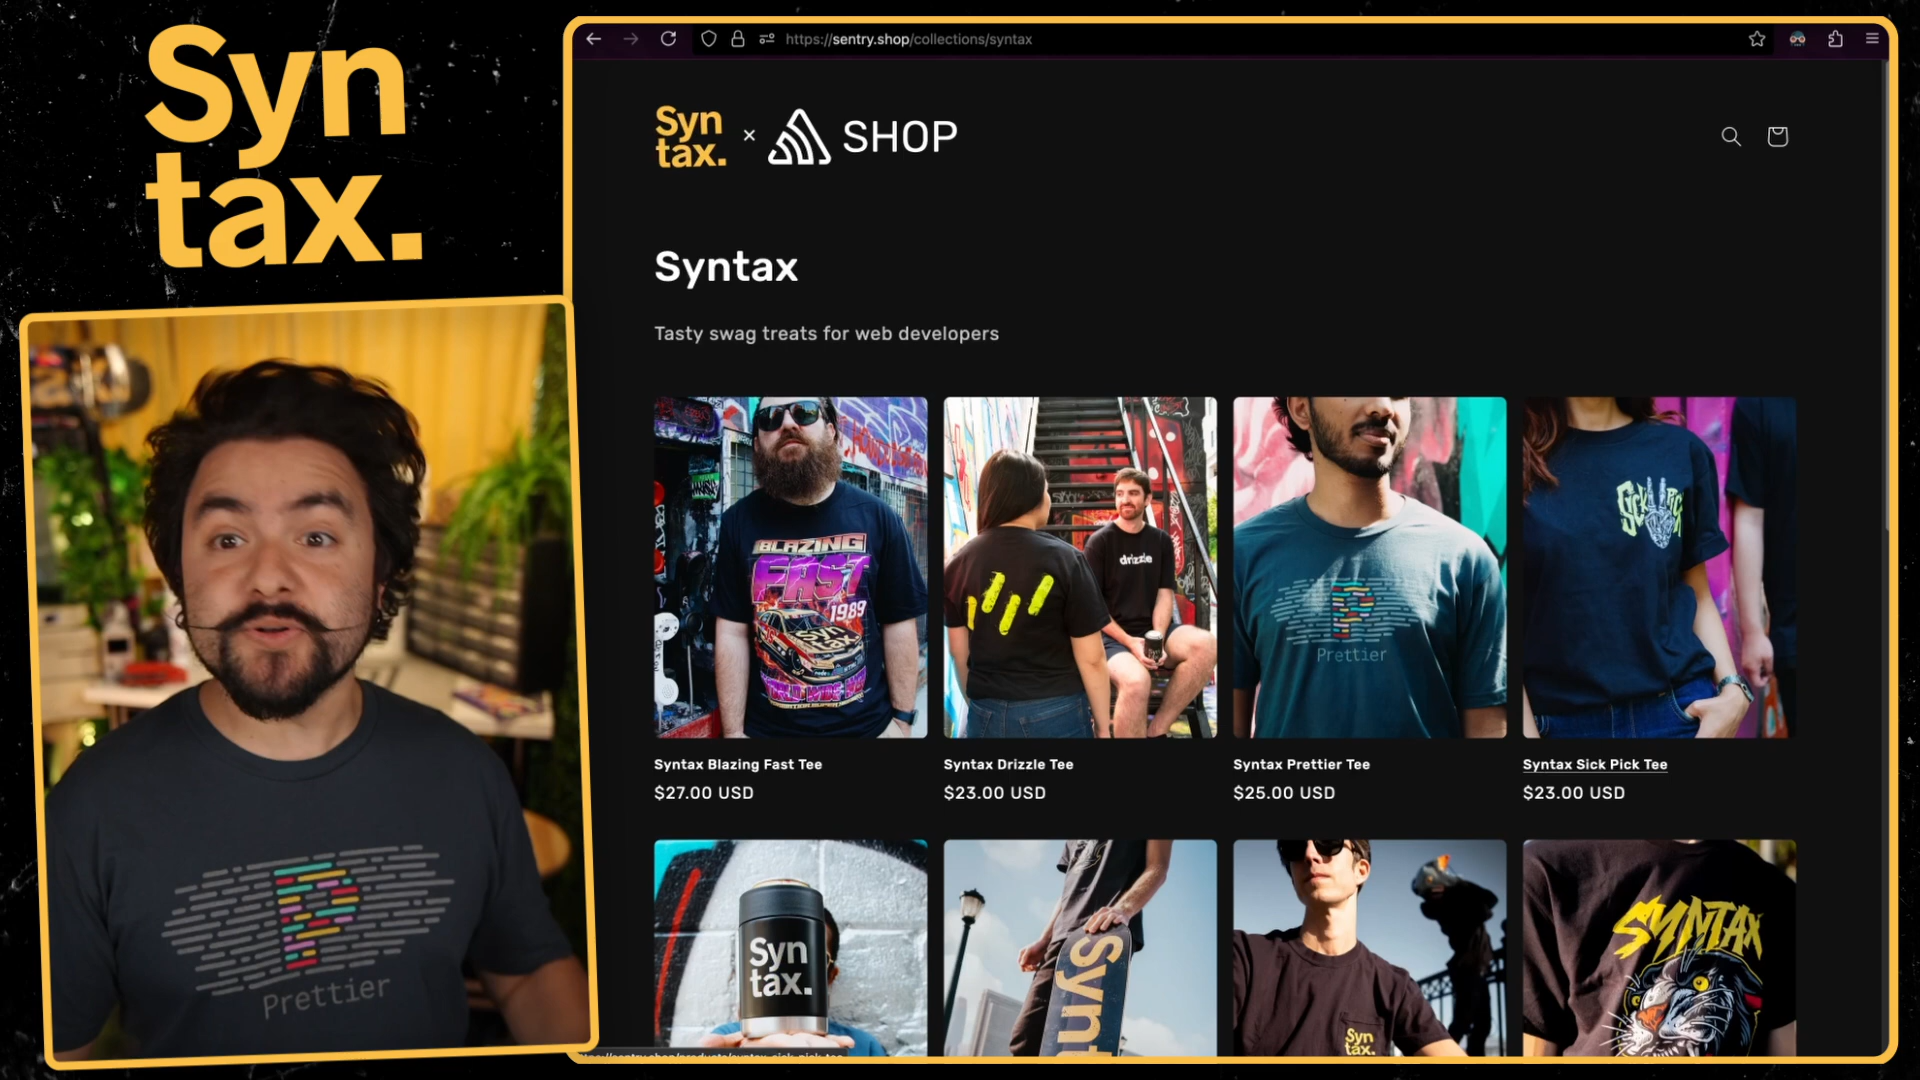 Syn
tax.
Prettier
https://sentry.shop/collections/syntax
Syn
tax.
× SHOP
Syntax
Tasty swag treats for web developers
BLAZING
FAST
1989
Syn
tax
drizzle
Prettier
Syntax Blazing Fast Tee
$27.00 USD
Syntax Drizzle Tee
$23.00 USD
Syntax Prettier Tee
$25.00 USD
Syntax Sick Pick Tee
$23.00 USD
Syn
tax.
Synt
Syn
tax.
SYNTAX